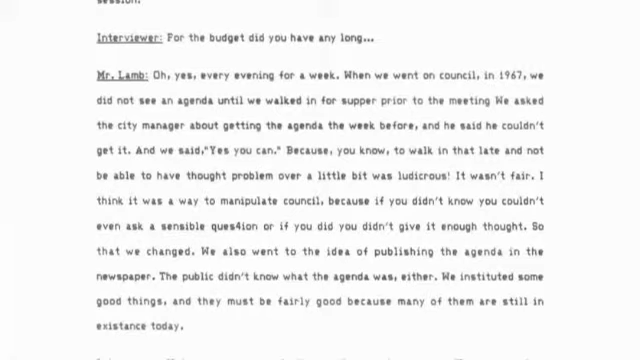 session.
Interviewer: For the budget did you have any long...
Mr. Lamb: Oh, yes, every evening for a week. When we went on council, in 1967, we
did not see an agenda until we walked in for supper prior to the meeting We asked
the city manager about getting the agenda the week before, and he said he couldn't
get it. And we said,"Yes you can." Because, you know, to walk in that late and not
be able to have thought problem over a little bit was ludicrous! It wasn't fair. I
think it was a way to manipulate council, because if you didn't know you couldn't
even ask a sensible ques4ion or if you did you didn't give it enough thought. So
that we changed. We also went to the idea of publishing the agenda in the
newspaper. The public didn't know what the agenda was, either. We instituted some
good things, and they must be fairly good because many of them are still in
existance today.